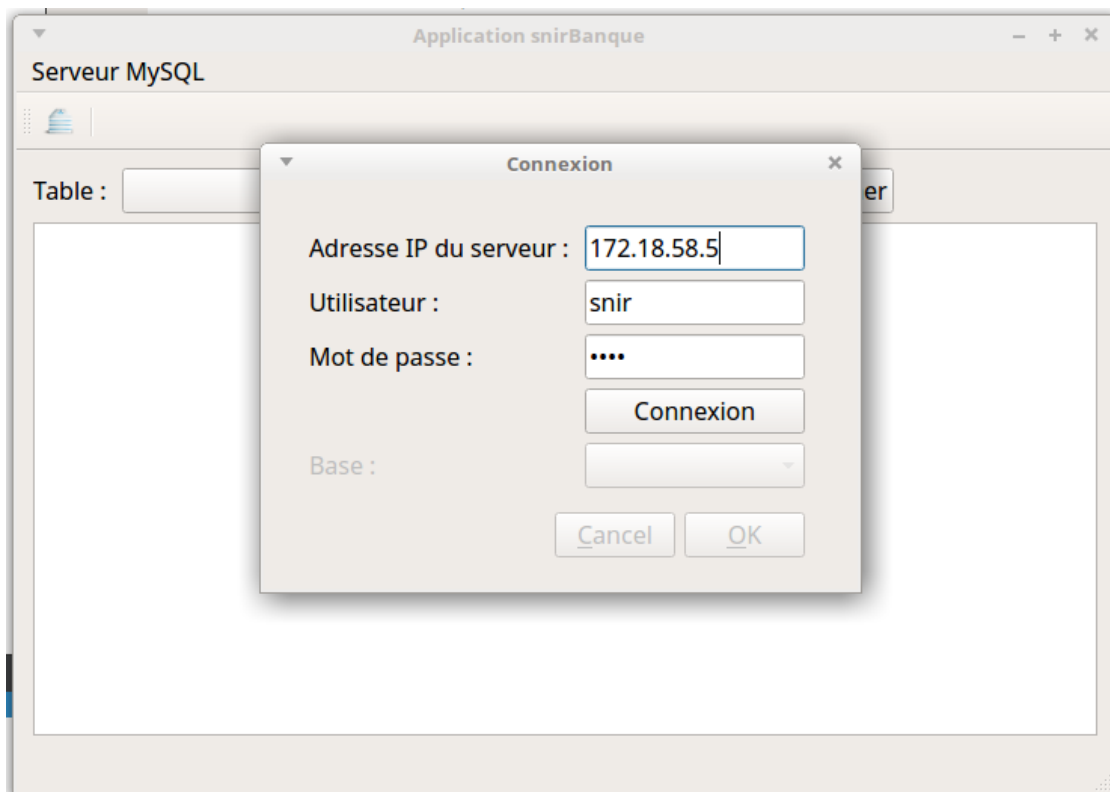 Application snirBanque
Serveur MySQL
Connexion
Table :
er
Adresse IP du serveur : 172.18.58.5
Utilisateur : snir
Mot de passe : ••••
Connexion
Base :
Cancel OK